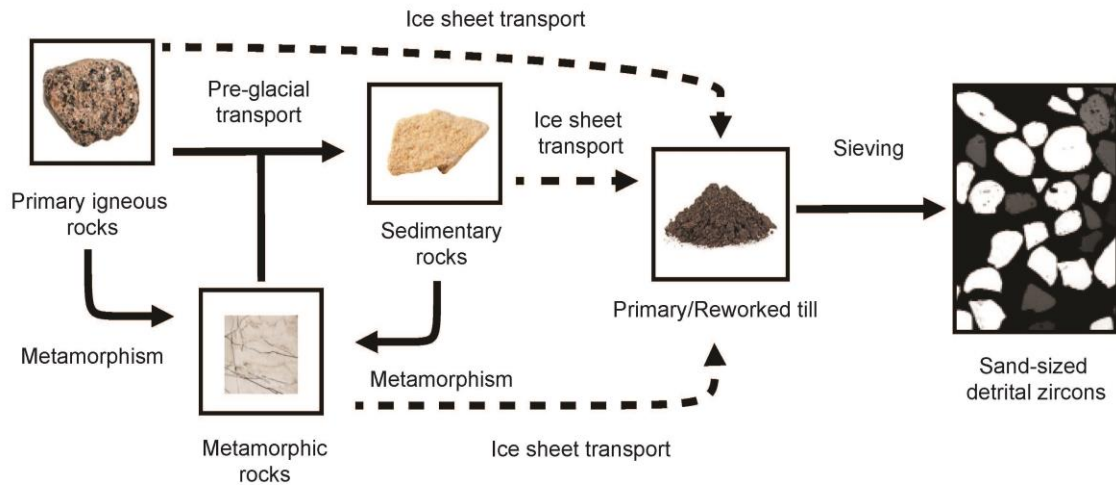 Ice sheet transport
Pre-glacial
transport
Ice sheet
transport
Sieving
Primary igneous
rocks
Sedimentary
rocks
Primary/Reworked till
Metamorphism
Metamorphism
Sand-sized
detrital zircons
Metamorphic
rocks
Ice sheet transport